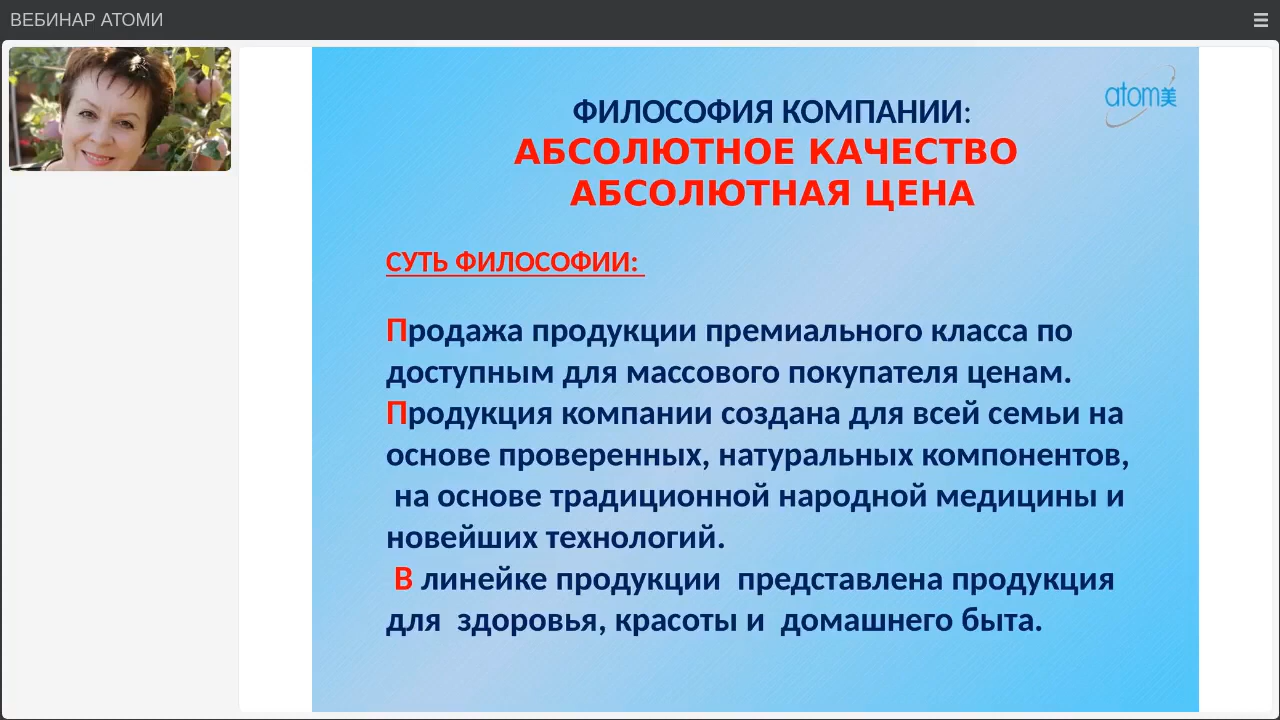 ВЕБИНАР АТОМИ
atom美
ФИЛОСОФИЯ КОМПАНИИ:
АБСОЛЮТНОЕ КАЧЕСТВО
АБСОЛЮТНАЯ ЦЕНА
СУТЬ ФИЛОСОФИИ:
Продажа продукции премиального класса по
доступным для массового покупателя ценам.
Продукция компании создана для всей семьи на
основе проверенных, натуральных компонентов,
на основе традиционной народной медицины и
новейших технологий.
В линейке продукции представлена продукция
для здоровья, красоты и домашнего быта.